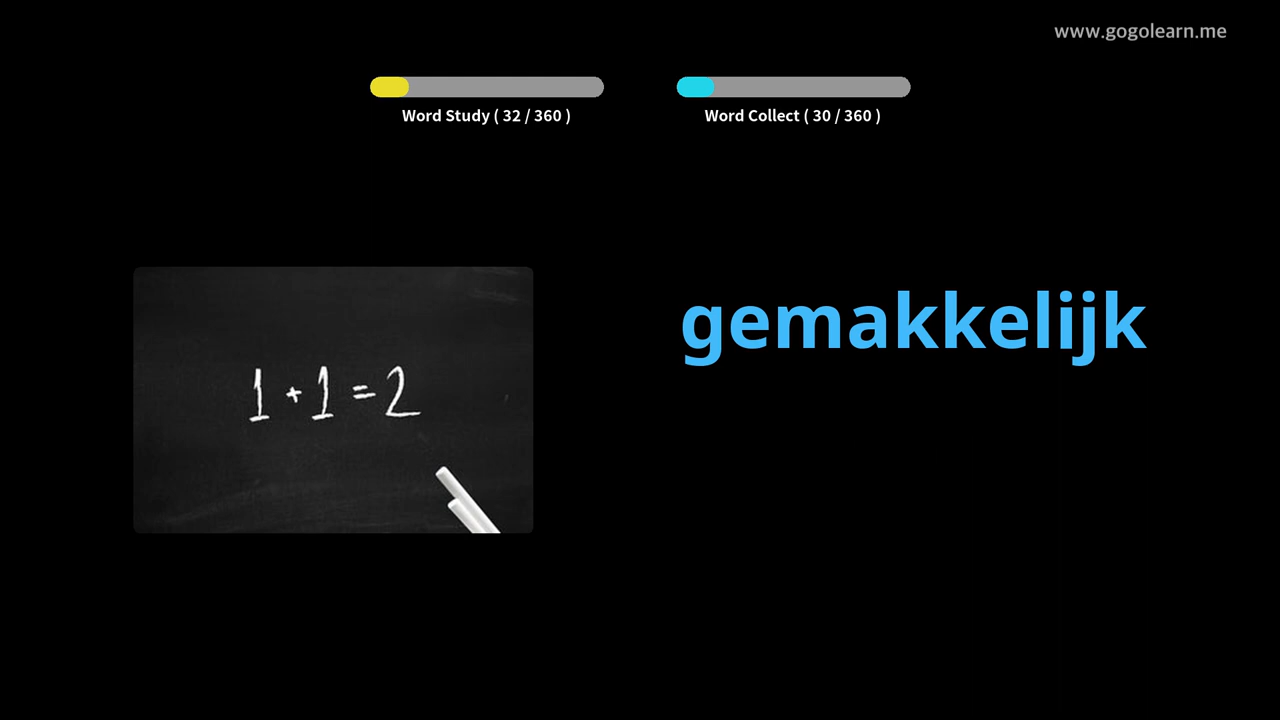 www.gogolearn.me
Word Study ( 32 / 360 )
Word Collect ( 30 / 360 )
gemakkelijk
1 + 1 = 2